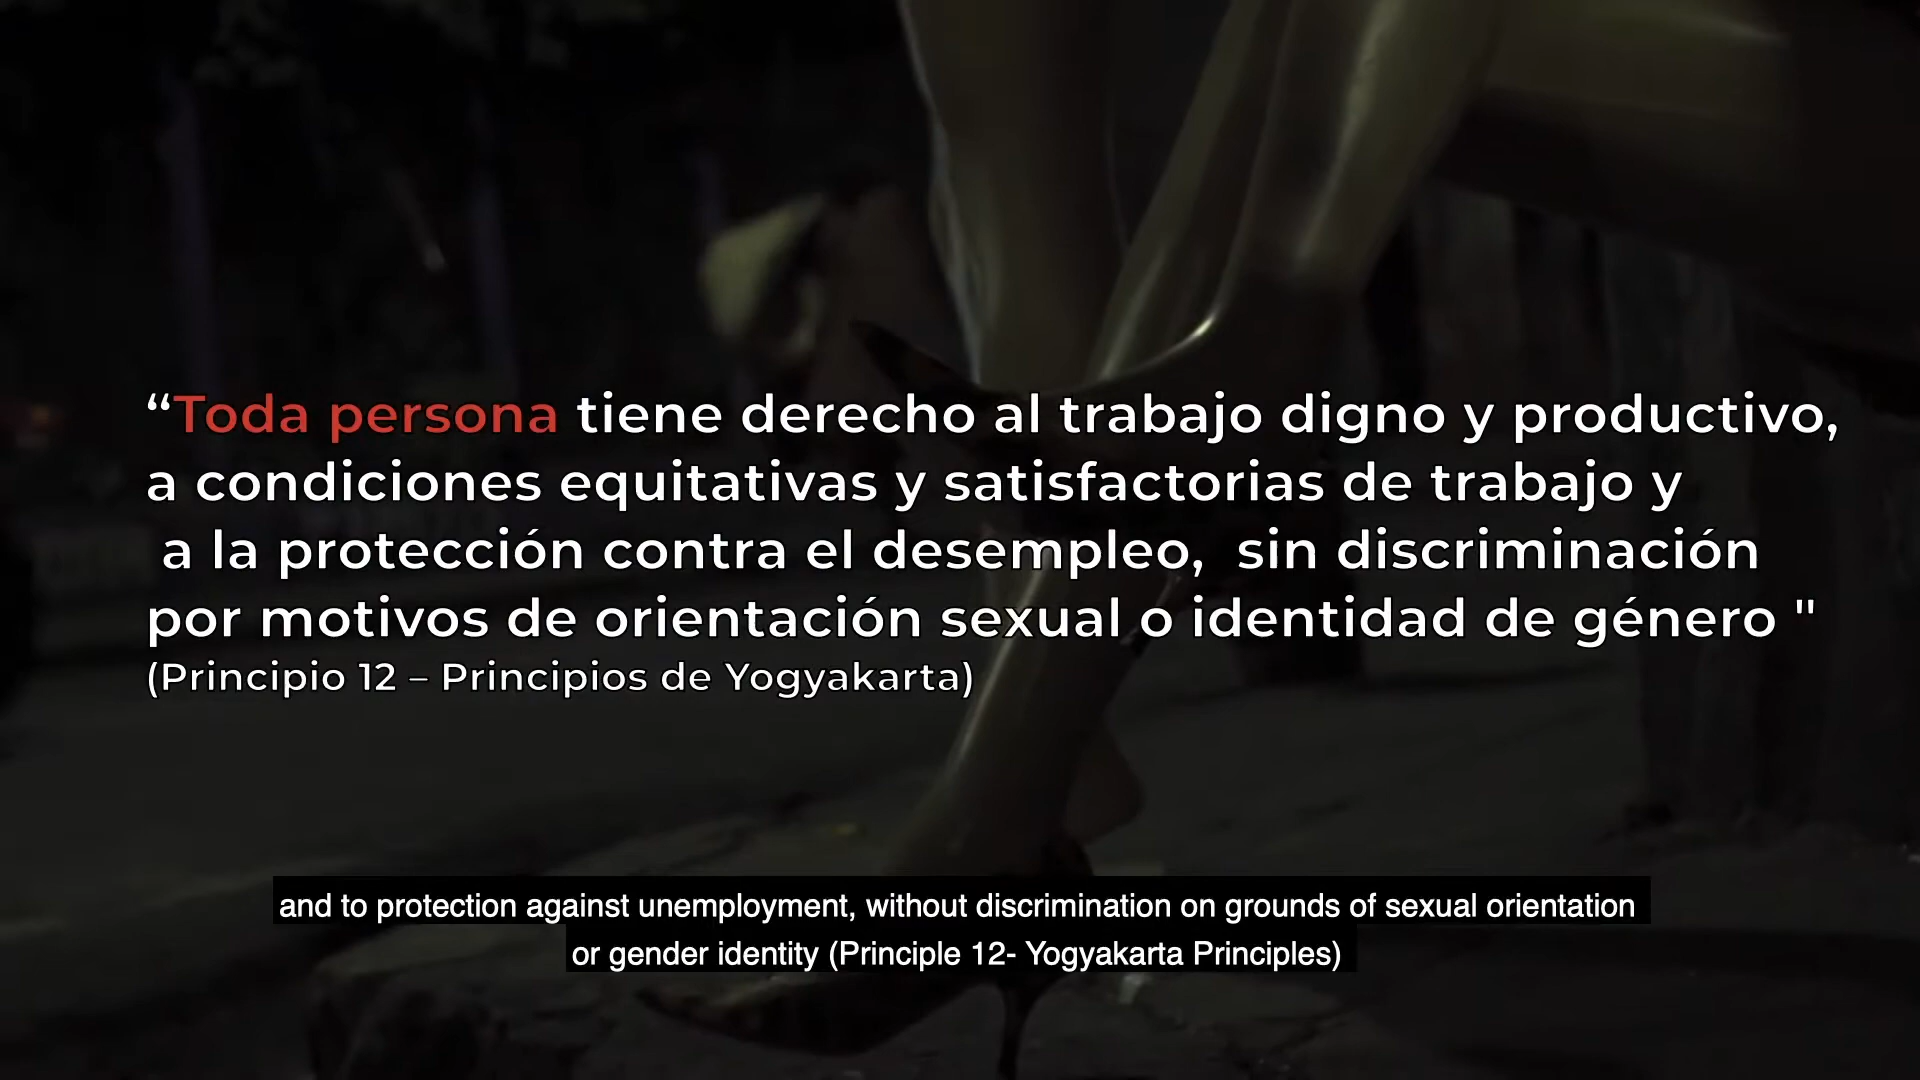 “Toda persona tiene derecho al trabajo digno y productivo,
a condiciones equitativas y satisfactorias de trabajo y
a la protección contra el desempleo, sin discriminación
por motivos de orientación sexual o identidad de género "
(Principio 12 – Principios de Yogyakarta)
and to protection against unemployment, without discrimination on grounds of sexual orientation
or gender identity (Principle 12- Yogyakarta Principles)